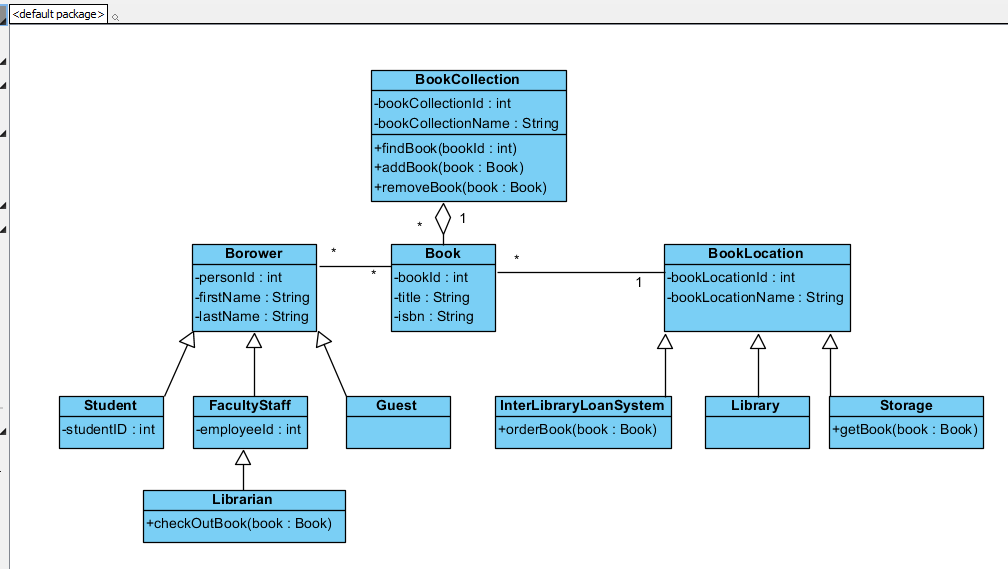 <default package>
BookCollection
-bookCollectionId : int
-bookCollectionName : String
+findBook(bookId : int)
+addBook(book : Book)
+removeBook(book : Book)
* 1
Borower
-personId : int
-firstName : String
-lastName : String
*
*
Book
-bookId : int
-title : String
-isbn : String
*
1
BookLocation
-bookLocationId : int
-bookLocationName : String
Student
-studentID : int
FacultyStaff
-employeeId : int
Guest
InterLibraryLoanSystem
+orderBook(book : Book)
Library
Storage
+getBook(book : Book)
Librarian
+checkOutBook(book : Book)